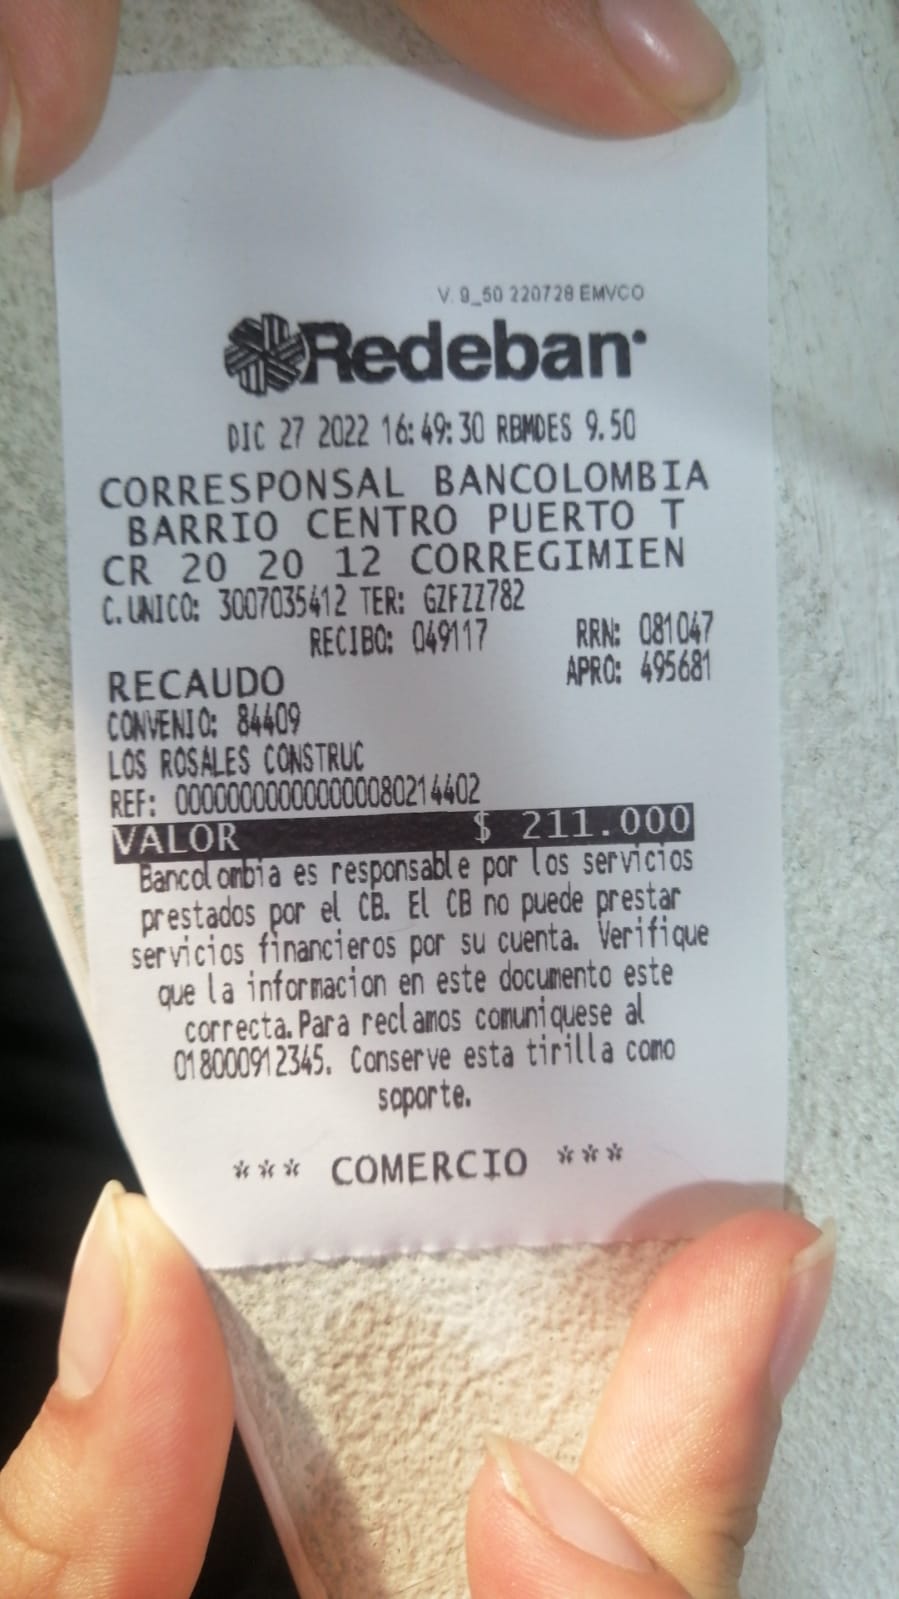 V. 9_50 220728 EMVCO
Redeban
DIC 27 2022 16:49:30 RBMDES 9.50
CORRESPONSAL BANCOLOMBIA
BARRIO CENTRO PUERTO T
CR 20 20 12 CORREGIMIEN
C.UNICO: 3007035412 TER: GZFZZ782
RECIBO: 049117 RRN: 081047
RECAUDO APRO: 495681
CONVENIO: 84409
LOS ROSALES CONSTRUC
REF: 000000000000000080214402
VALOR $ 211.000
Bancolombia es responsable por los servicios
prestados por el CB. El CB no puede prestar
servicios financieros por su cuenta. Verifique
que la informacion en este documento este
correcta.Para reclamos comuniquese al
018000912345. Conserve esta tirilla como
soporte.
*** COMERCIO ***